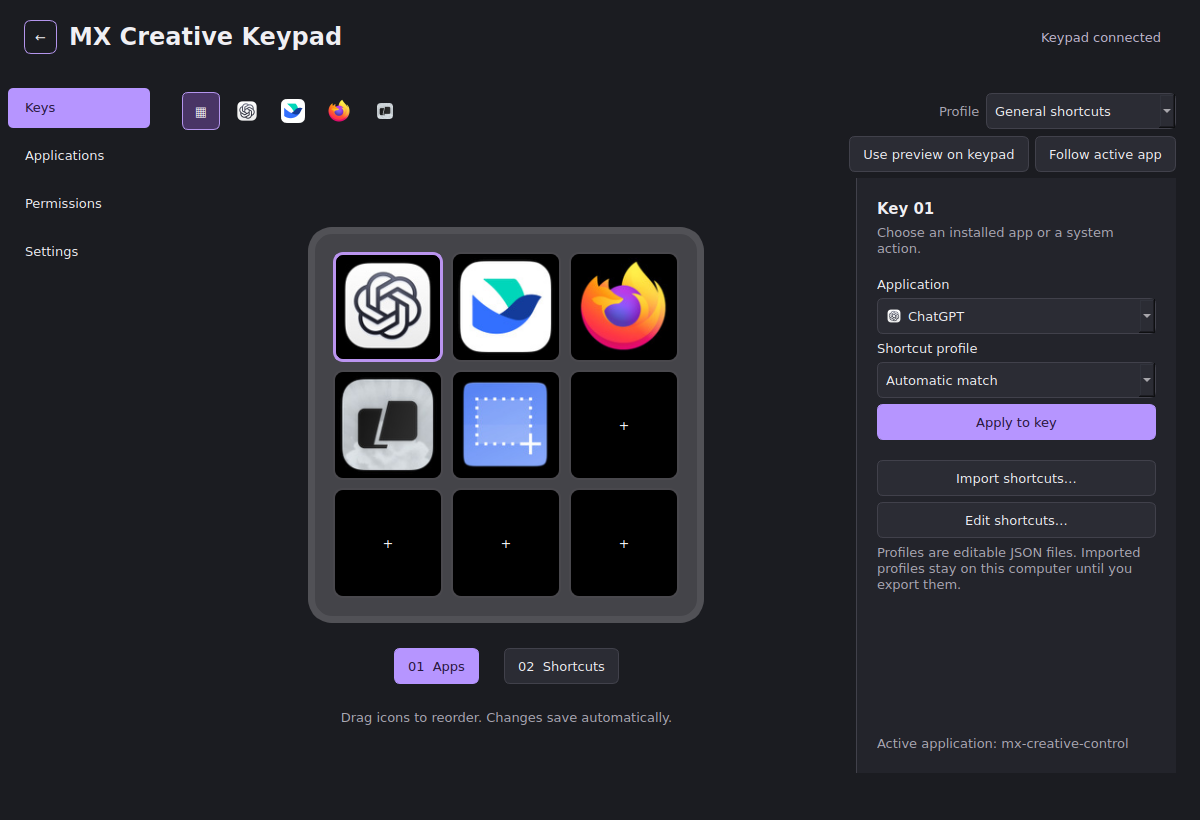 ← MX Creative Keypad
Keypad connected
Keys
Applications
Permissions
Settings
Profile General shortcuts
Use preview on keypad Follow active app
+
+ + +
01 Apps 02 Shortcuts
Drag icons to reorder. Changes save automatically.
Key 01
Choose an installed app or a system
action.
Application
ChatGPT
Shortcut profile
Automatic match
Apply to key
Import shortcuts...
Edit shortcuts...
Profiles are editable JSON files. Imported
profiles stay on this computer until you
export them.
Active application: mx-creative-control